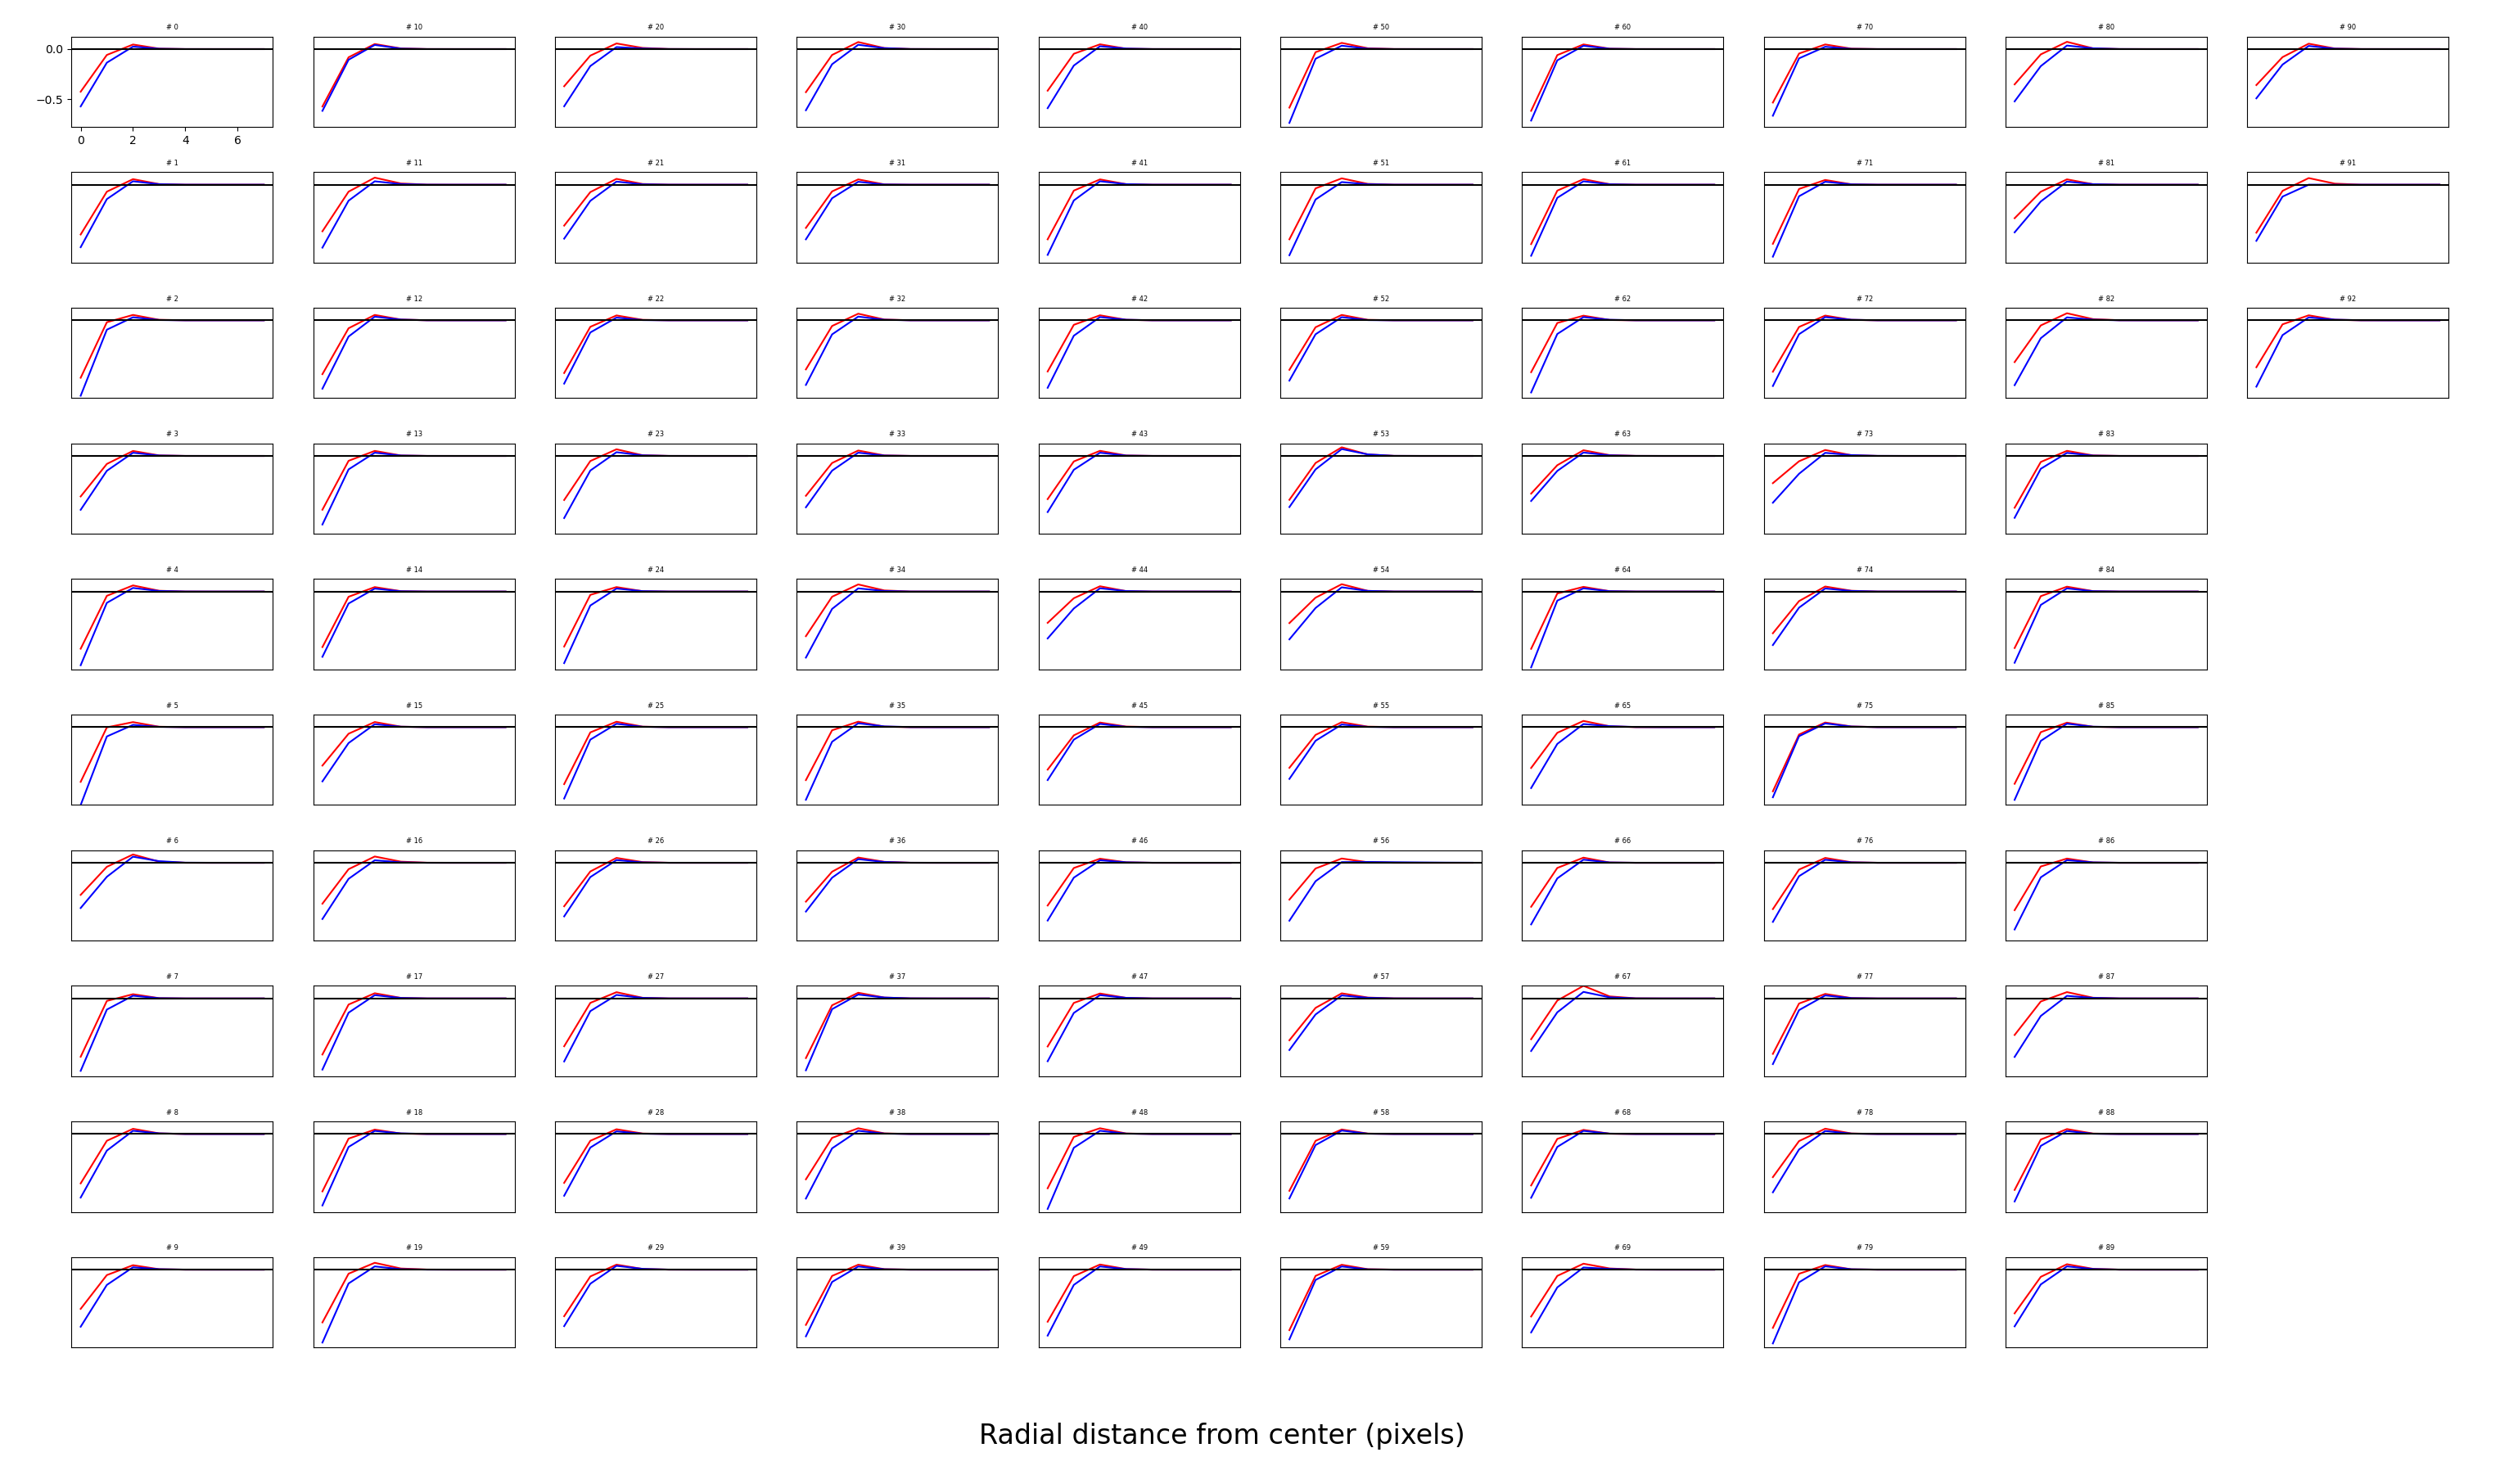 # 0 # 10 # 20 # 30 # 40 # 50 # 60 # 70 # 80 # 90
0.0
−0.5
0 2 4 6
# 1 # 11 # 21 # 31 # 41 # 51 # 61 # 71 # 81 # 91
# 2 # 12 # 22 # 32 # 42 # 52 # 62 # 72 # 82 # 92
# 3 # 13 # 23 # 33 # 43 # 53 # 63 # 73 # 83
# 4 # 14 # 24 # 34 # 44 # 54 # 64 # 74 # 84
# 5 # 15 # 25 # 35 # 45 # 55 # 65 # 75 # 85
# 6 # 16 # 26 # 36 # 46 # 56 # 66 # 76 # 86
# 7 # 17 # 27 # 37 # 47 # 57 # 67 # 77 # 87
# 8 # 18 # 28 # 38 # 48 # 58 # 68 # 78 # 88
# 9 # 19 # 29 # 39 # 49 # 59 # 69 # 79 # 89
Radial distance from center (pixels)